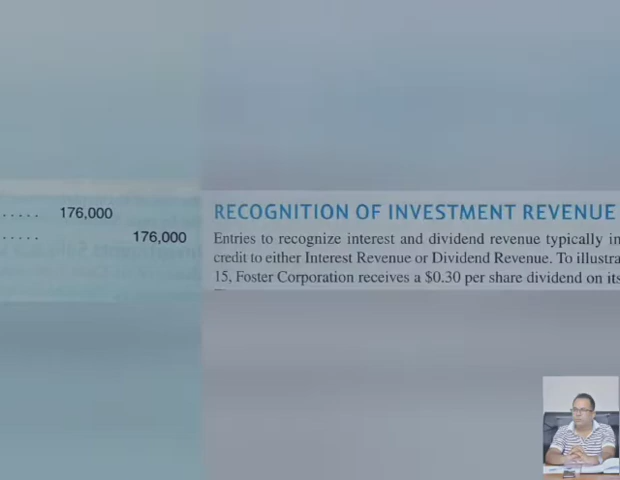 ..... 176,000
..... 176,000
RECOGNITION OF INVESTMENT REVENUE
Entries to recognize interest and dividend revenue typically in
credit to either Interest Revenue or Dividend Revenue. To illustra
15, Foster Corporation receives a $0.30 per share dividend on its